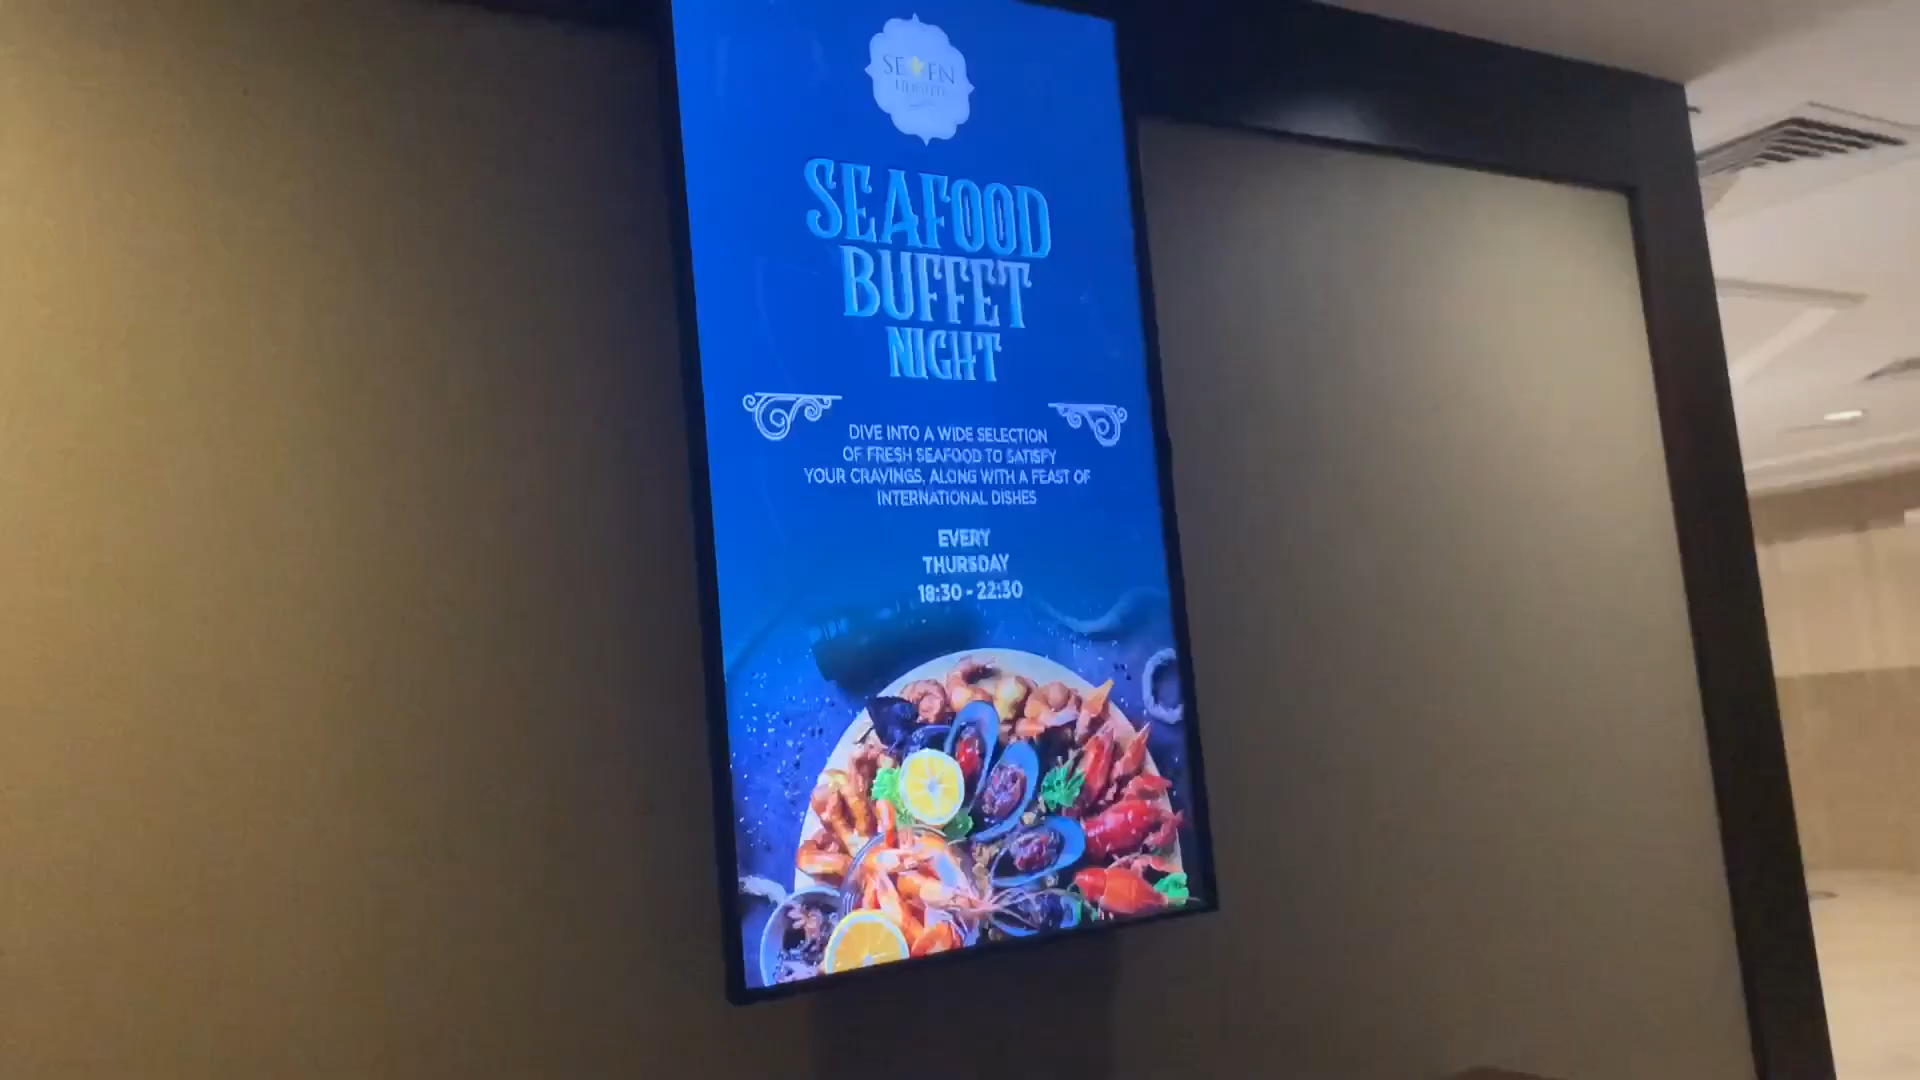 SEVEN
SEAFOOD
BUFFET
NIGHT
DIVE INTO A WIDE SELECTION
OF FRESH SEAFOOD TO SATISFY
YOUR CRAVINGS, ALONG WITH A FEAST OF
INTERNATIONAL DISHES
EVERY
THURSDAY
18:30 - 22:30